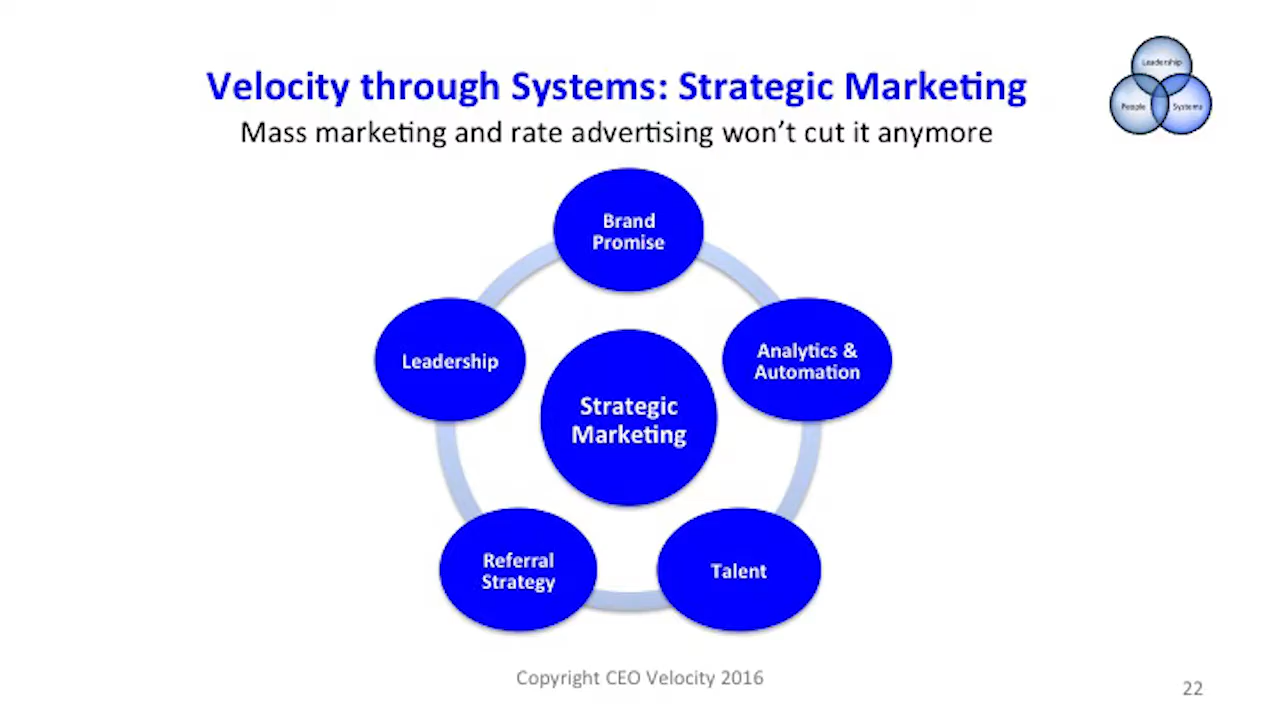 Velocity through Systems: Strategic Marketing
Mass marketing and rate advertising won't cut it anymore
Leadership
People
Systems
Brand
Promise
Analytics &
Automation
Talent
Referral
Strategy
Leadership
Strategic
Marketing
Copyright CEO Velocity 2016
22